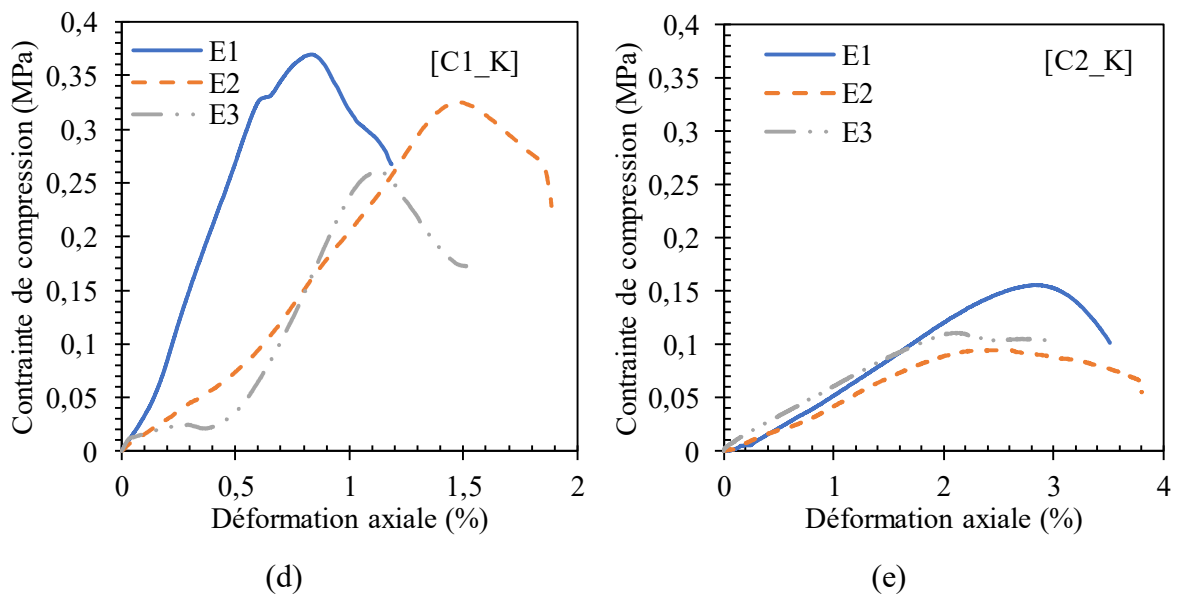 Contrainte de compression (MPa)
0,4
0,35
0,3
0,25
0,2
0,15
0,1
0,05
0
E1
E2
E3
[C1_K]
0
0,5
1
1,5
2
Déformation axiale (%)
(d)
Contrainte de compression (MPa)
0,4
0,35
0,3
0,25
0,2
0,15
0,1
0,05
0
E1
E2
E3
[C2_K]
0
1
2
3
4
Déformation axiale (%)
(e)